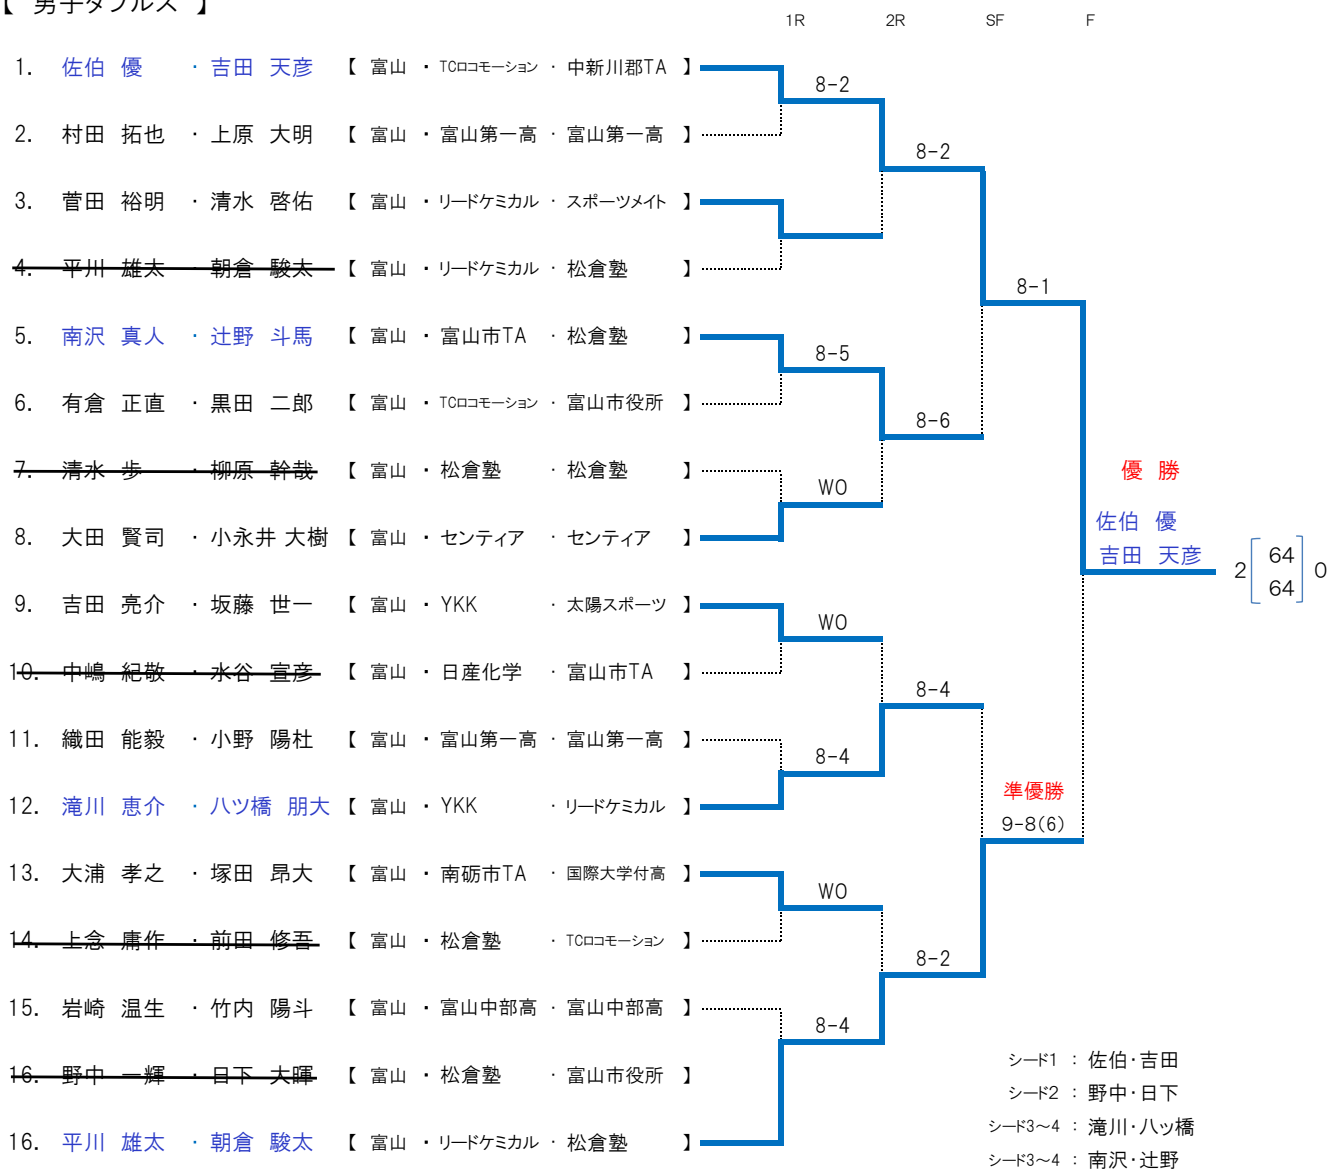 【 男子ダブルス 】
1R 2R SF F
1. 佐伯 優 ・ 吉田 天彦 【 富山 ・ TCロコモーション ・ 中新川郡TA 】
8-2
2. 村田 拓也 ・ 上原 大明 【 富山 ・ 富山第一高 ・ 富山第一高 】
8-2
3. 菅田 裕明 ・ 清水 啓佑 【 富山 ・ リードケミカル ・ スポーツメイト 】
4. 平川 雄太 ・ 朝倉 駿太 【 富山 ・ リードケミカル ・ 松倉塾 】
8-1
5. 南沢 真人 ・ 辻野 斗馬 【 富山 ・ 富山市TA ・ 松倉塾 】
8-5
6. 有倉 正直 ・ 黒田 二郎 【 富山 ・ TCロコモーション ・ 富山市役所 】
8-6
7. 清水 歩 ・ 柳原 幹哉 【 富山 ・ 松倉塾 ・ 松倉塾 】
優 勝
WO
佐伯 優
8. 大田 賢司 ・ 小永井 大樹 【 富山 ・ センティア ・ センティア 】
吉田 天彦
2 [ 64 64 ] 0
9. 吉田 亮介 ・ 坂藤 世一 【 富山 ・ YKK ・ 太陽スポーツ 】
WO
10. 中嶋 紀敬 ・ 水谷 宣彦 【 富山 ・ 日産化学 ・ 富山市TA 】
8-4
11. 織田 能毅 ・ 小野 陽杜 【 富山 ・ 富山第一高 ・ 富山第一高 】
8-4
準優勝
12. 滝川 恵介 ・ 八ツ橋 朋大 【 富山 ・ YKK ・ リードケミカル 】
9-8(6)
13. 大浦 孝之 ・ 塚田 昂大 【 富山 ・ 南砺市TA ・ 国際大学付高 】
WO
14. 上念 庸作 ・ 前田 修吾 【 富山 ・ 松倉塾 ・ TCロコモーション 】
8-2
15. 岩崎 温生 ・ 竹内 陽斗 【 富山 ・ 富山中部高 ・ 富山中部高 】
8-4
シード1 : 佐伯・吉田
16. 野中 一輝 ・ 日下 大暉 【 富山 ・ 松倉塾 ・ 富山市役所 】
シード2 : 野中・日下
シード3~4 : 滝川・八ッ橋
16. 平川 雄太 ・ 朝倉 駿太 【 富山 ・ リードケミカル ・ 松倉塾 】
シード3~4 : 南沢・辻野